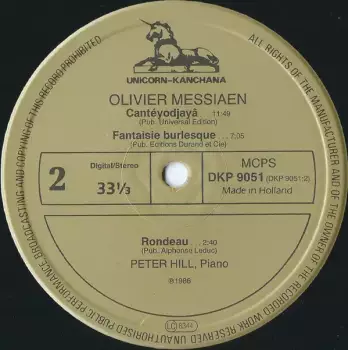 UNICORN-KANCHANA
OLIVIER MESSIAEN
Cantéyodjayâ ... 11:49
(Pub. Universal Edition)
Fantaisie burlesque ... 7:05
(Pub. Editions Durand et Cie)
2
Digital/Stereo
33⅓
MCPS
DKP 9051 (DKP 9051:2)
Made in Holland
Rondeau ... 2:40
(Pub. Alphonse Leduc)
PETER HILL, Piano
℗1986
LC 6344
ALL RIGHTS OF THE MANUFACTURER AND OF THE OWNER OF THE RECORDED WORK RESERVED UNAUTHORISED PUBLIC PERFORMANCE BROADCASTING AND COPYING OF THIS RECORD PROHIBITED